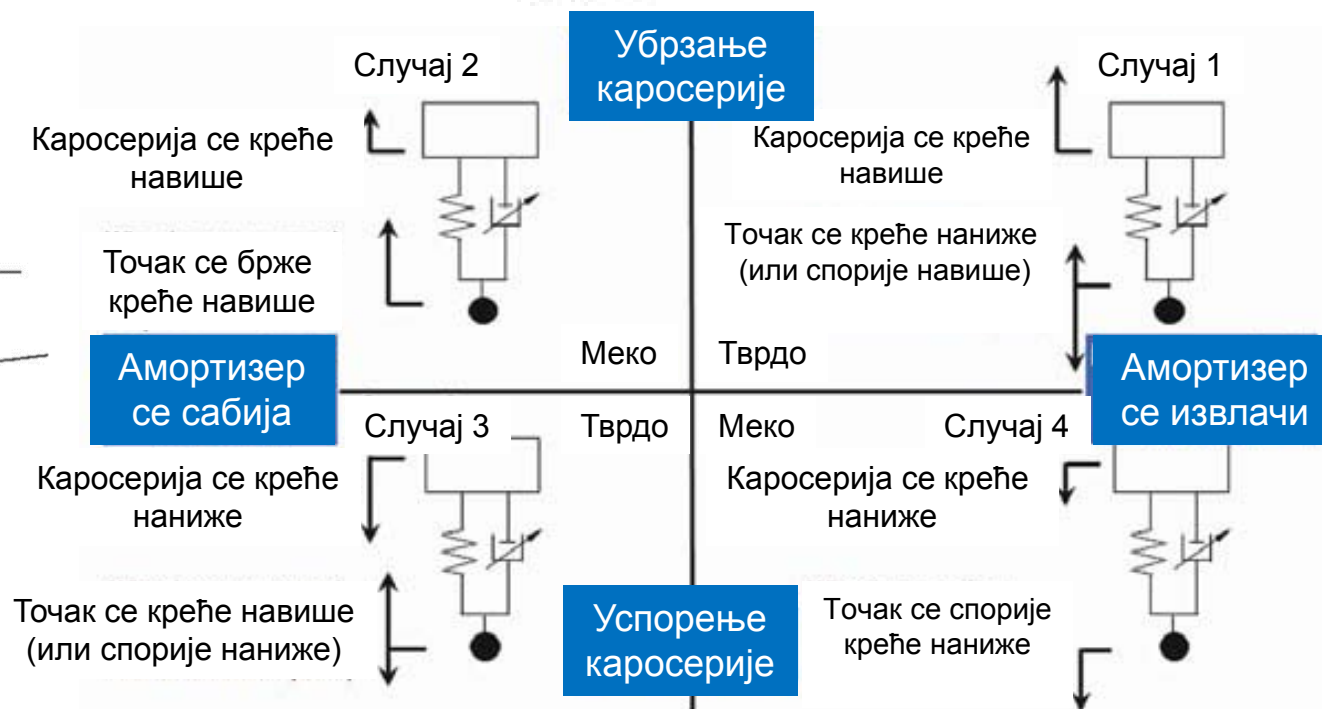 Убрзање
каросерије
Случај 2
Каросерија се креће
навише
Точак се брже
креће навише
Случај 1
Каросерија се креће
навише
Точак се креће наниже
(или спорије навише)
Меко
Тврдо
Амортизер
се сабија
Амортизер
се извлачи
Случај 3
Тврдо
Меко
Случај 4
Каросерија се креће
наниже
Точак се креће навише
(или спорије наниже)
Каросерија се креће
наниже
Точак се спорије
креће наниже
Успорење
каросерије